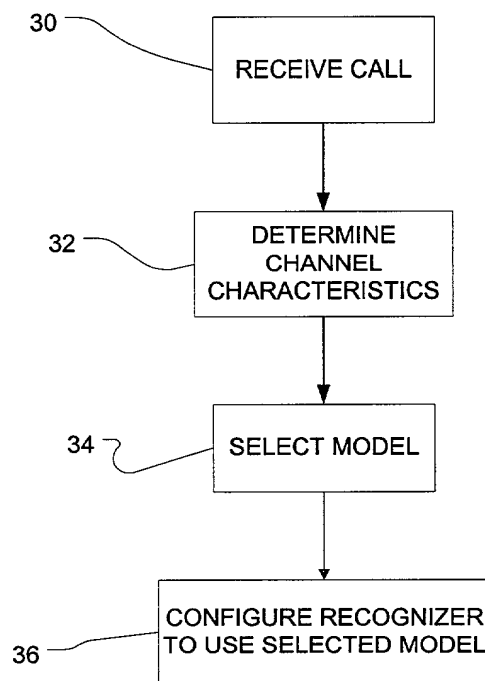 30
RECEIVE CALL
32
DETERMINE
CHANNEL
CHARACTERISTICS
34
SELECT MODEL
36
CONFIGURE RECOGNIZER
TO USE SELECTED MODEL